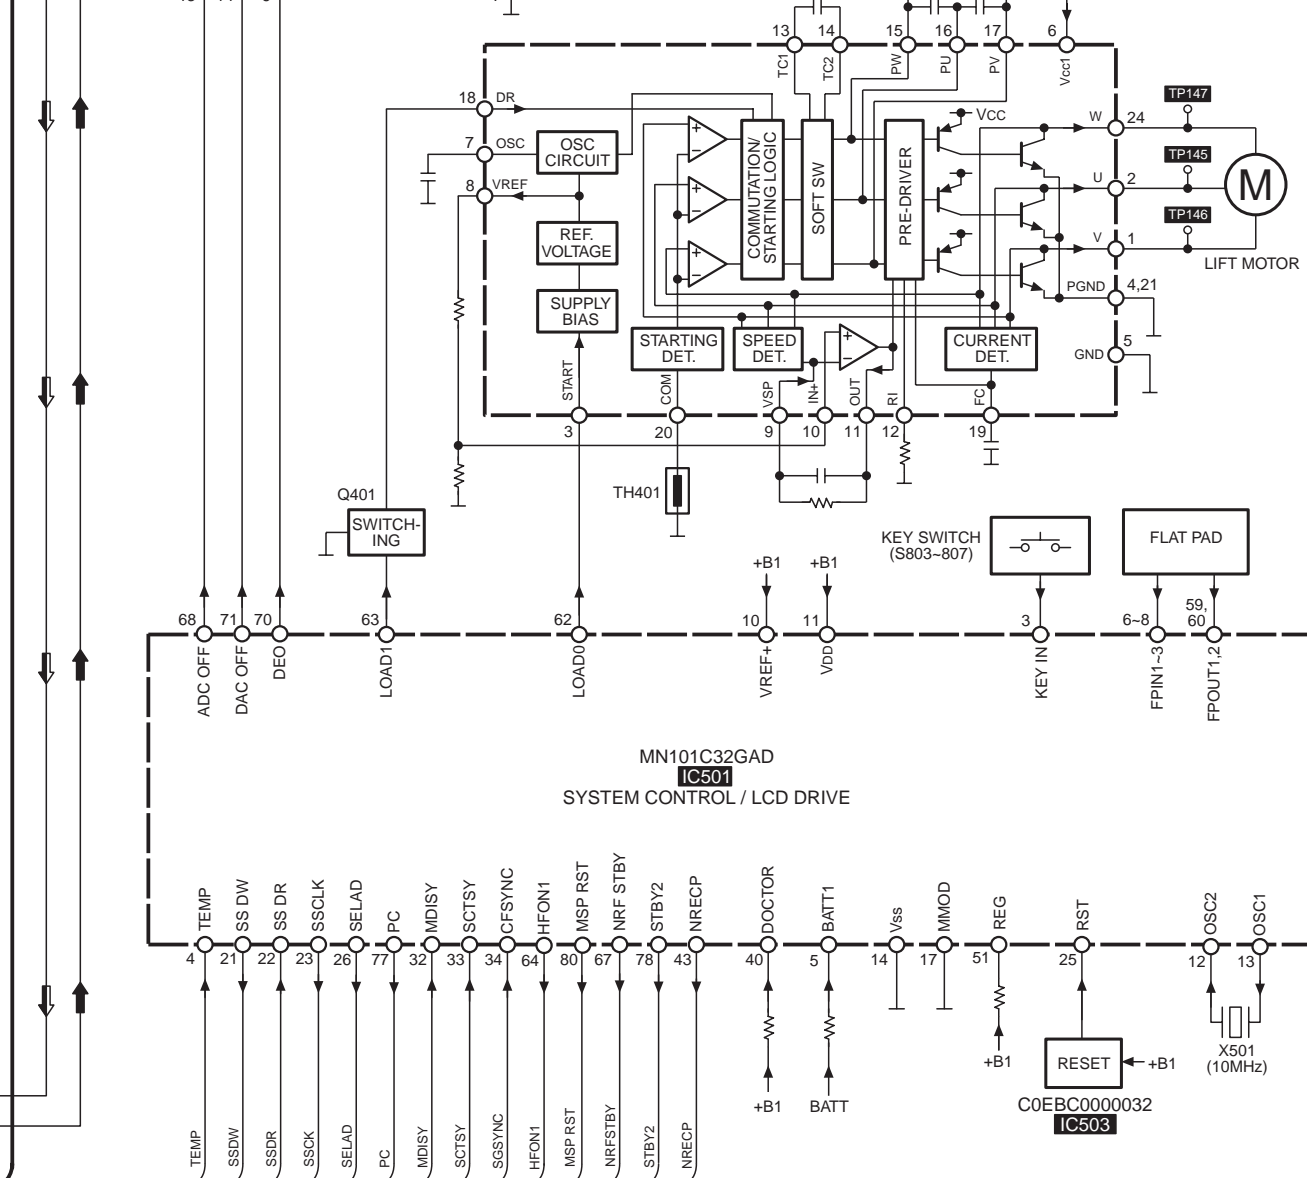 13 14 15 16 17 6
TC1 TC2 PW PU PV Vcc1
18 DR
7 OSC
8 VREF
OSC
CIRCUIT
REF.
VOLTAGE
SUPPLY
BIAS
COMMUTATION/
STARTING LOGIC
SOFT SW
PRE-DRIVER
VCC
+
−
+
−
+
−
W 24
U 2
V 1
PGND 4,21
GND 5
TP147
TP145
TP146
M
LIFT MOTOR
STARTING
DET.
SPEED
DET.
+
−
CURRENT
DET.
START COM VSP IN+ OUT RI FC
3 20 9 10 11 12 19
TH401
Q401
SWITCH-
ING
KEY SWITCH
(S803~807)
FLAT PAD
+B1 +B1
68 71 70 63 62 10 11 3 6~8 59,
60
ADC OFF DAC OFF DEO LOAD1 LOAD0 VREF+ VDD KEY IN FPIN1~3 FPOUT1,2
MN101C32GAD
IC501
SYSTEM CONTROL / LCD DRIVE
TEMP SS DW SS DR SSCLK SELAD PC MDISY SCTSY CFSYNC HFON1 MSP RST NRF STBY STBY2 NRECP DOCTOR BATT1 Vss MMOD REG RST OSC2 OSC1
4 21 22 23 26 77 32 33 34 64 80 67 78 43 40 5 14 17 51 25 12 13
+B1 BATT
+B1
RESET
+B1
C0EBC0000032
IC503
X501
(10MHz)
TEMP SSDW SSDR SSCK SELAD PC MDISY SCTSY SGSYNC HFON1 MSP RST NRFSTBY STBY2 NRECP